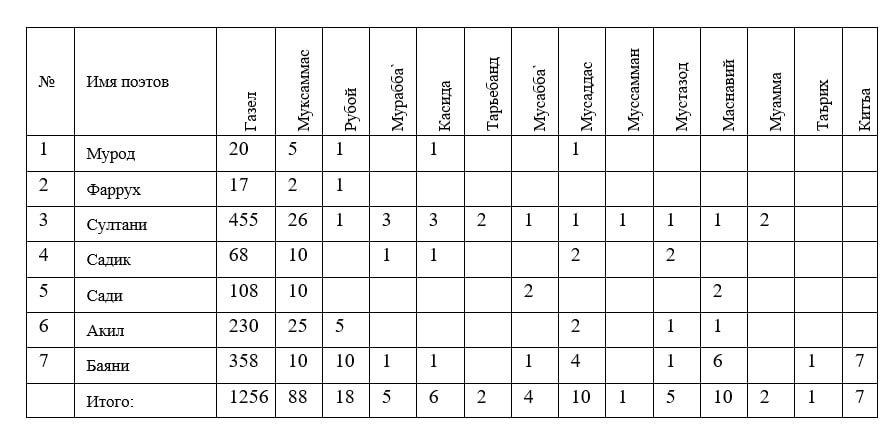 № Имя поэтов Газел Муксаммас Рубой Мурабба` Касида Тарьебанд Мусабба` Мусаддас Муссамман Мустазод Маснавий Муамма Таърих Китъа
1 Мурод 20 5 1 1 1
2 Фаррух 17 2 1
3 Султани 455 26 1 3 3 2 1 1 1 1 1 2
4 Садик 68 10 1 1 2 2
5 Сади 108 10 2 2
6 Акил 230 25 5 2 1 1
7 Баяни 358 10 10 1 1 1 4 1 6 1 7
Итого: 1256 88 18 5 6 2 4 10 1 5 10 2 1 7